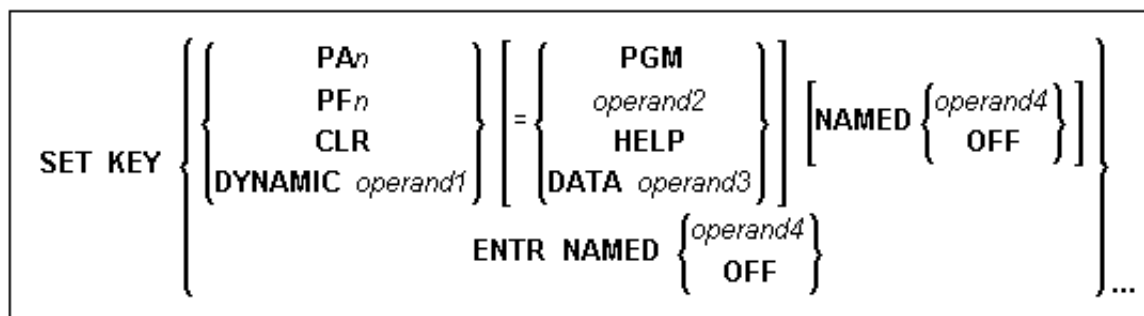 PAn PGM
PFn = operand2 NAMED operand4
CLR HELP OFF
SET KEY DYNAMIC operand1 DATA operand3
ENTR NAMED operand4
OFF ...